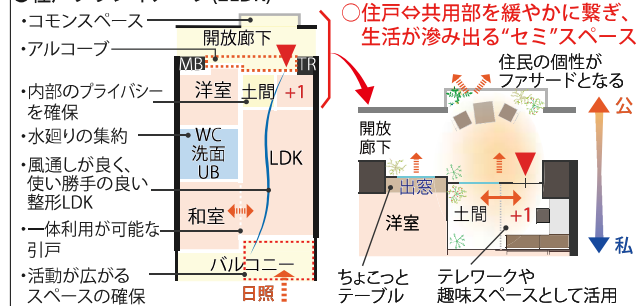 ・コモンスペース
・アルコーブ
・内部のプライバシー
を確保
・水廻りの集約
・風通しが良く、
使い勝手の良い
整形LDK
・一体利用が可能な
引戸
・活動が広がる
スペースの確保
開放廊下
MB
TR
洋室
土間
+1
WC
洗面
UB
LDK
和室
バルコニー
日照
○住戸⇔共用部を緩やかに繋ぎ、
生活が滲み出る“セミ”スペース
住民の個性が
ファサードとなる
開放
廊下
公
出窓
洋室
土間
+1
私
ちょこっと
テーブル
テレワークや
趣味スペースとして活用